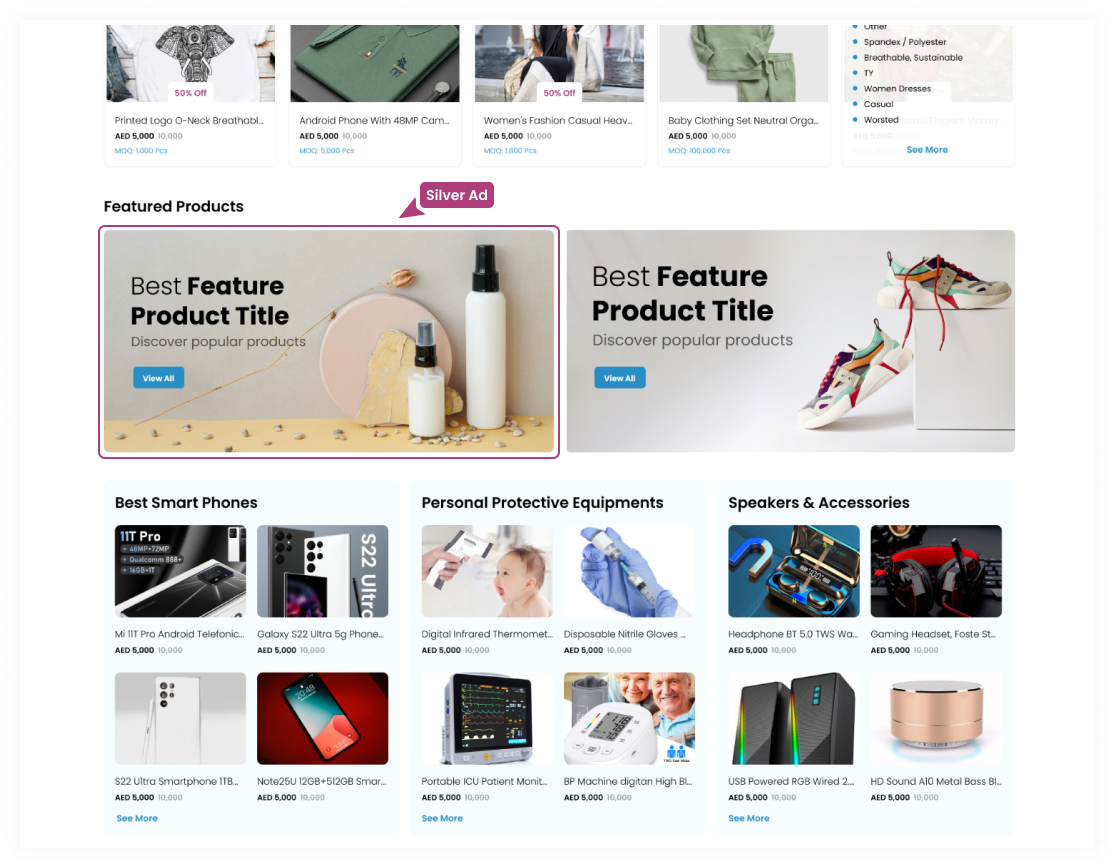 Other
Spandex / Polyester
Breathable, Sustainable
TY
Women Dresses
Casual
Worsted
See More
50% Off
50% Off
Printed Logo O-Neck Breathabl...
AED 5,000 10,000
MOQ: 1,000 Pcs
Android Phone With 48MP Cam...
AED 5,000 10,000
MOQ: 5,000 Pcs
Women's Fashion Casual Heav...
AED 5,000 10,000
MOQ: 1,800 Pcs
Baby Clothing Set Neutral Orga...
AED 5,000 10,000
MOQ: 100,000 Pcs
Silver Ad
Featured Products
Best Feature
Product Title
Discover popular products
View All
Best Feature
Product Title
Discover popular products
View All
Best Smart Phones
11T Pro
48MP+72MP
Qualcomm 888+
16GB+1T
S22 Ultra
Mi 11T Pro Android Telefonic...
AED 5,000 10,000
Galaxy S22 Ultra 5g Phone...
AED 5,000 10,000
20:48
S22 Ultra Smartphone 1TB...
AED 5,000 10,000
Note25U 12GB+512GB Smar...
AED 5,000 10,000
See More
Personal Protective Equipments
Digital Infrared Thermomet...
AED 5,000 10,000
Disposable Nitrile Gloves ...
AED 5,000 10,000
Portable ICU Patient Monit...
AED 5,000 10,000
BP Machine digitan High Bl...
AED 5,000 10,000
See More
Speakers & Accessories
Headphone BT 5.0 TWS Wa...
AED 5,000 10,000
Gaming Headset, Foste St...
AED 5,000 10,000
USB Powered RGB Wired 2....
AED 5,000 10,000
HD Sound A10 Metal Bass Bl...
AED 5,000 10,000
See More